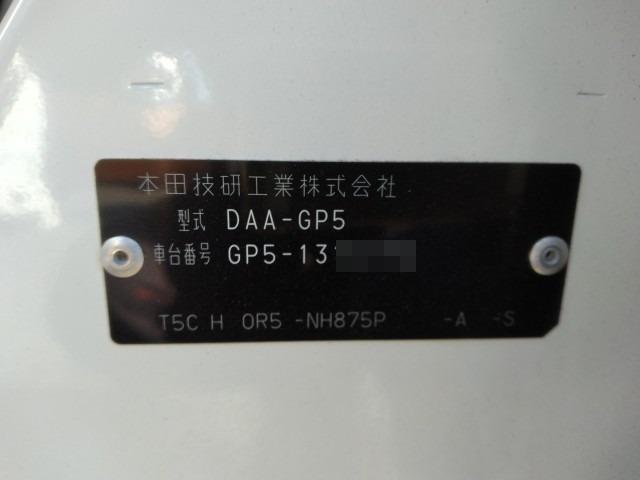 本田技研工業株式会社
型式 DAA-GP5
車台番号 GP5-131
T5C H 0R5 -NH875P -A -S